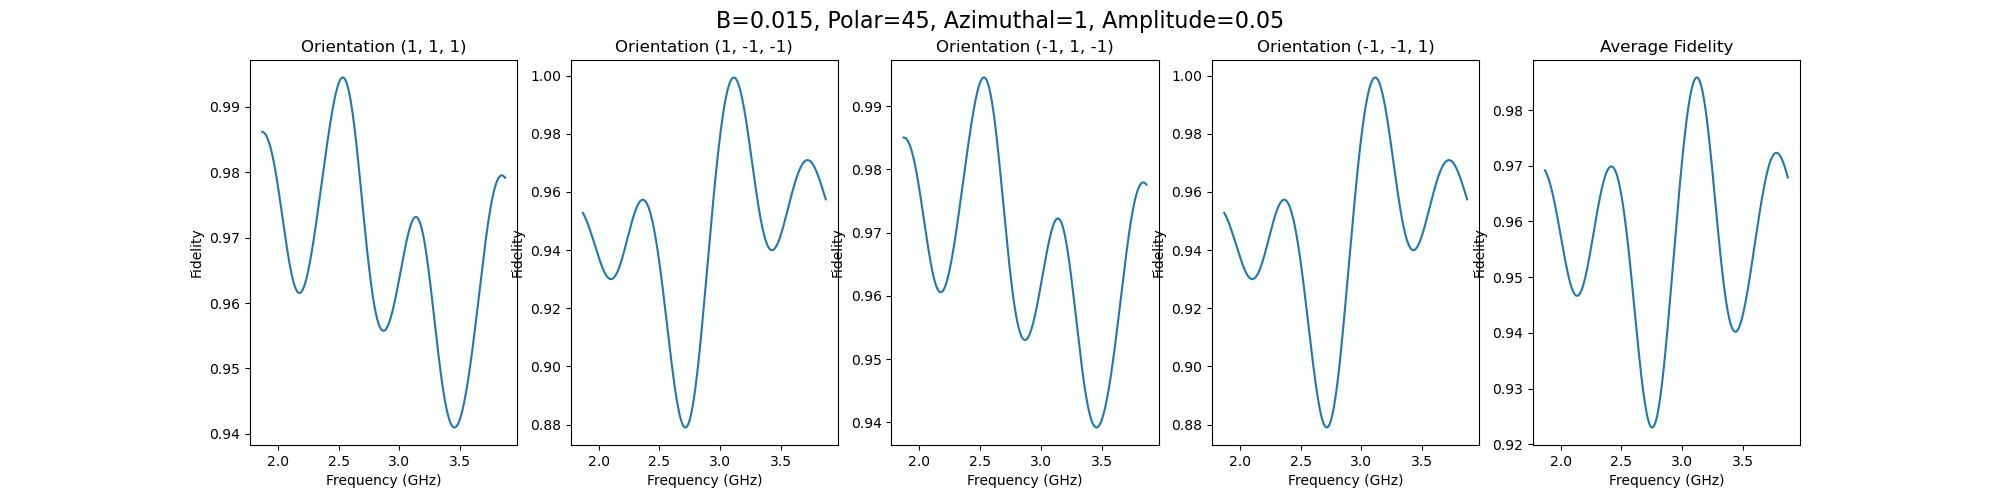 B=0.015, Polar=45, Azimuthal=1, Amplitude=0.05
Orientation (1, 1, 1)
Fidelity
0.99
0.98
0.97
0.96
0.95
0.94
2.0 2.5 3.0 3.5
Frequency (GHz)
Orientation (1, -1, -1)
Fidelity
1.00
0.98
0.96
0.94
0.92
0.90
0.88
2.0 2.5 3.0 3.5
Frequency (GHz)
Orientation (-1, 1, -1)
Fidelity
0.99
0.98
0.97
0.96
0.95
0.94
2.0 2.5 3.0 3.5
Frequency (GHz)
Orientation (-1, -1, 1)
Fidelity
1.00
0.98
0.96
0.94
0.92
0.90
0.88
2.0 2.5 3.0 3.5
Frequency (GHz)
Average Fidelity
Fidelity
0.98
0.97
0.96
0.95
0.94
0.93
0.92
2.0 2.5 3.0 3.5
Frequency (GHz)